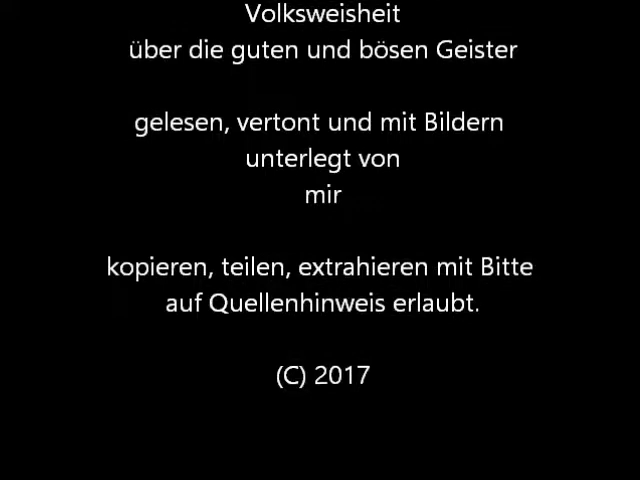 Volksweisheit
über die guten und bösen Geister
gelesen, vertont und mit Bildern
unterlegt von
mir
kopieren, teilen, extrahieren mit Bitte
auf Quellenhinweis erlaubt.
(C) 2017